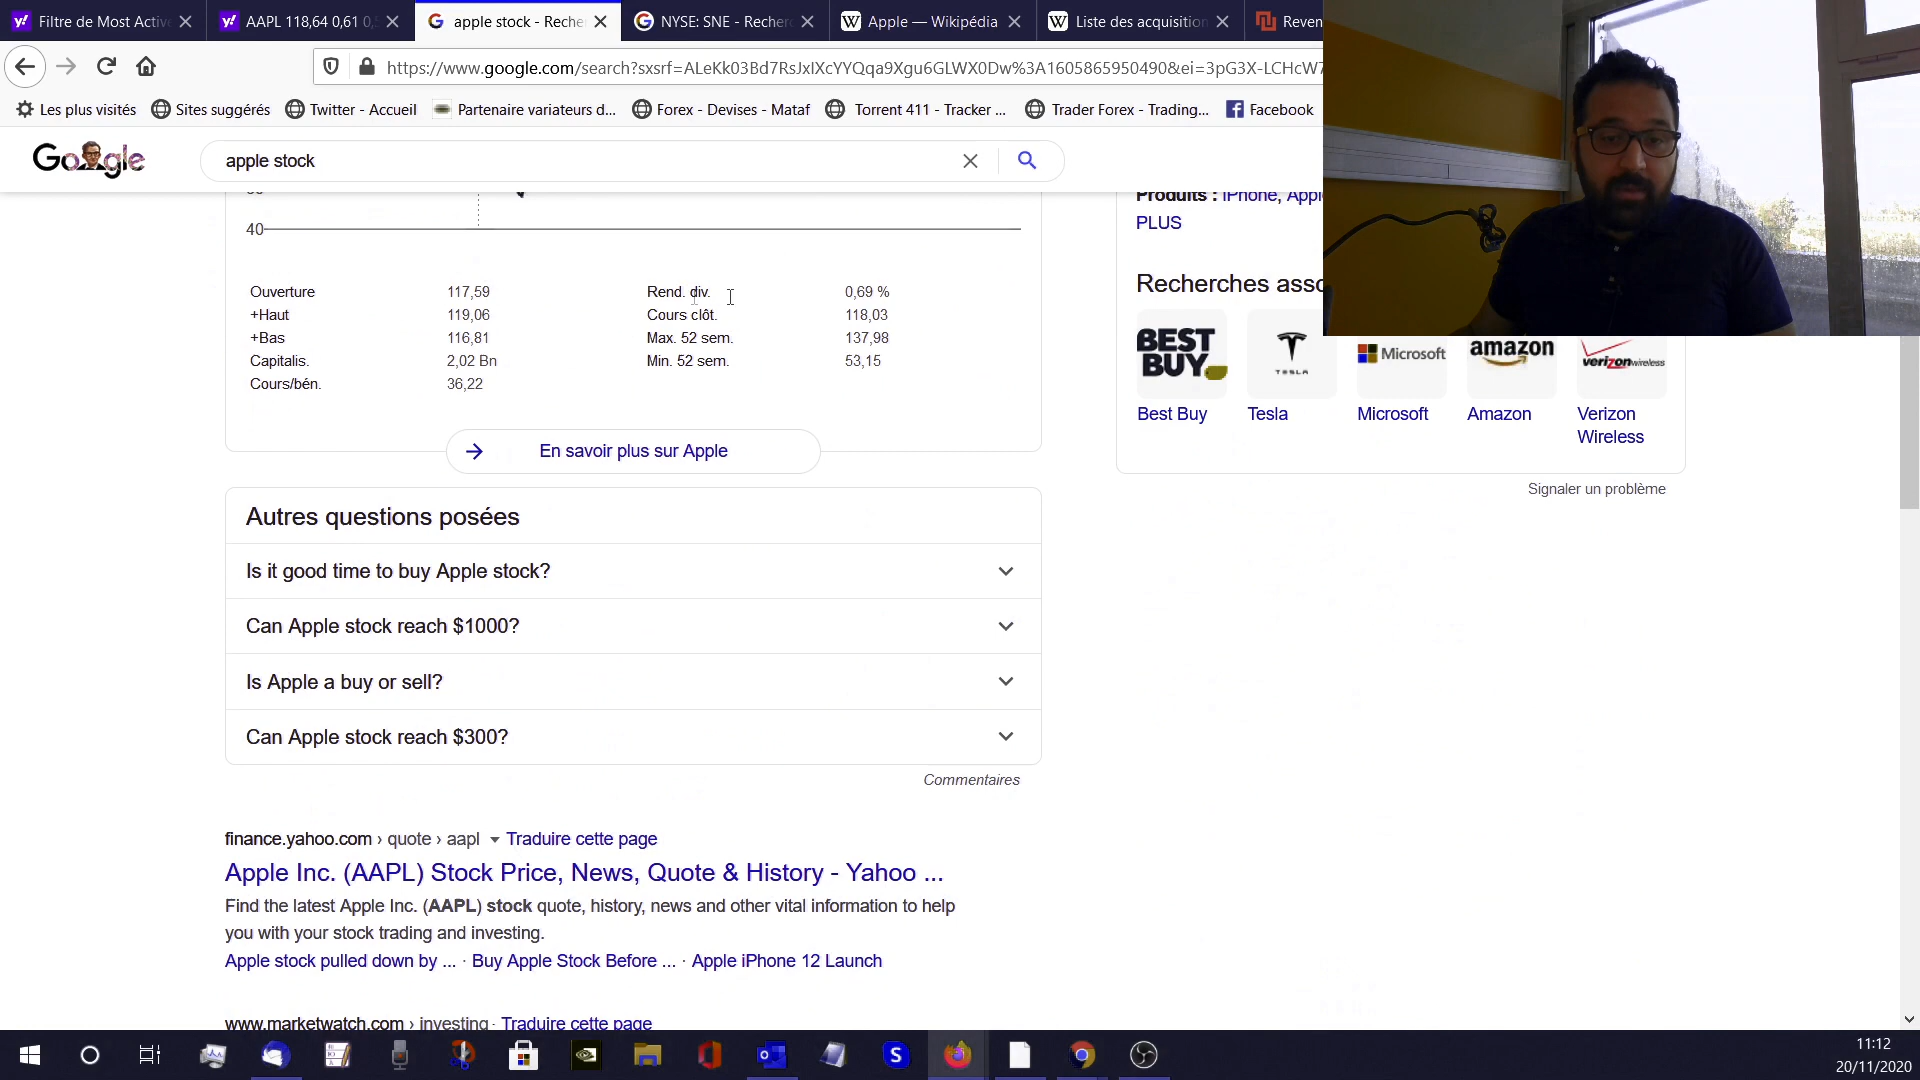 Filtre de Most Active
AAPL 118,64 0,61 0,
apple stock - Reche
NYSE: SNE - Recher
Apple — Wikipédia
Liste des acquisition
Reven
https://www.google.com/search?sxsrf=ALeKk03Bd7RsJxlXcYYQqa9Xgu6GLWX0Dw%3A1605865950490&ei=3pG3X-LCHcW7
Les plus visités
Sites suggérés
Twitter - Accueil
Partenaire variateurs d...
Forex - Devises - Mataf
Torrent 411 - Tracker ...
Trader Forex - Trading...
Facebook
Google
apple stock
40
Ouverture 117,59
+Haut 119,06
+Bas 116,81
Capitalis. 2,02 Bn
Cours/bén. 36,22
Rend. div. 0,69 %
Cours clôt. 118,03
Max. 52 sem. 137,98
Min. 52 sem. 53,15
En savoir plus sur Apple
Autres questions posées
Is it good time to buy Apple stock?
Can Apple stock reach $1000?
Is Apple a buy or sell?
Can Apple stock reach $300?
Commentaires
finance.yahoo.com › quote › aapl Traduire cette page
Apple Inc. (AAPL) Stock Price, News, Quote & History - Yahoo ...
Find the latest Apple Inc. (AAPL) stock quote, history, news and other vital information to help
you with your stock trading and investing.
Apple stock pulled down by ... · Buy Apple Stock Before ... · Apple iPhone 12 Launch
www.marketwatch.com › investing Traduire cette page
Produits : iPhone, Appl
PLUS
Recherches asso
BEST
BUY
TESLA
Microsoft
amazon
verizonwireless
Best Buy
Tesla
Microsoft
Amazon
Verizon
Wireless
Signaler un problème
11:12
20/11/2020